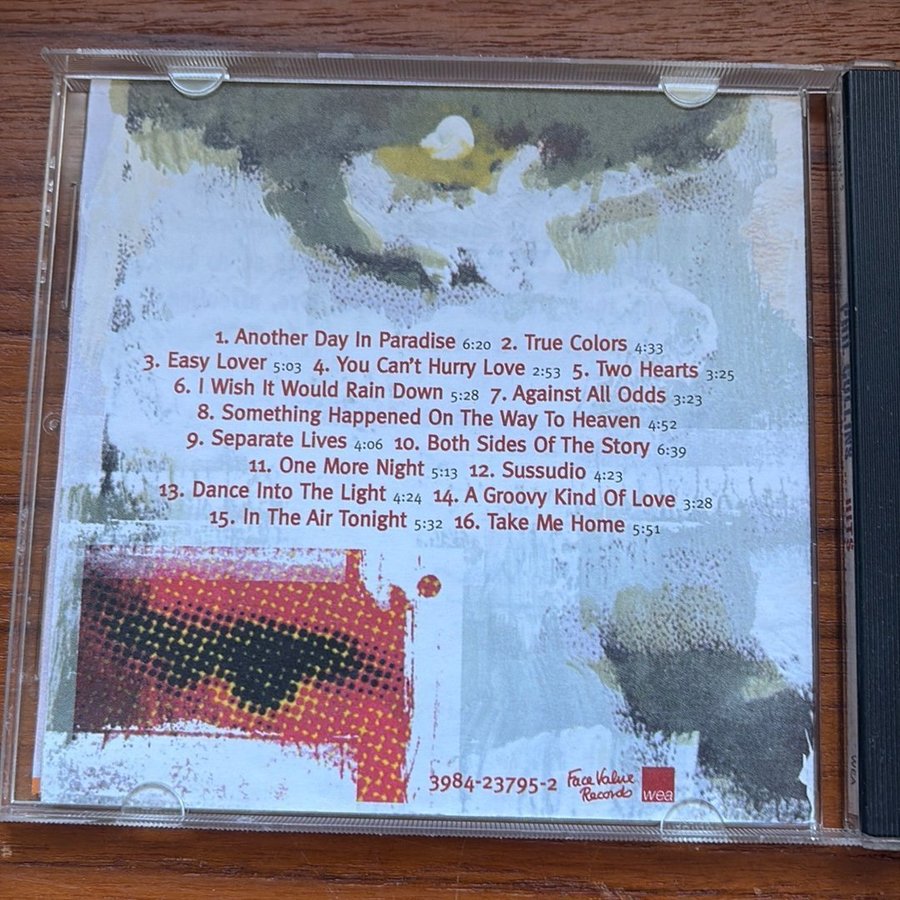 1. Another Day In Paradise 6:20 2. True Colors 4:33
3. Easy Lover 5:03 4. You Can't Hurry Love 2:53 5. Two Hearts 3:25
6. I Wish It Would Rain Down 5:28 7. Against All Odds 3:23
8. Something Happened On The Way To Heaven 4:52
9. Separate Lives 4:06 10. Both Sides Of The Story 6:39
11. One More Night 5:13 12. Sussudio 4:23
13. Dance Into The Light 4:24 14. A Groovy Kind Of Love 3:28
15. In The Air Tonight 5:32 16. Take Me Home 5:51
3984-23795-2 Face Value
Records
wea
PHIL COLLINS ...HITS
WEA